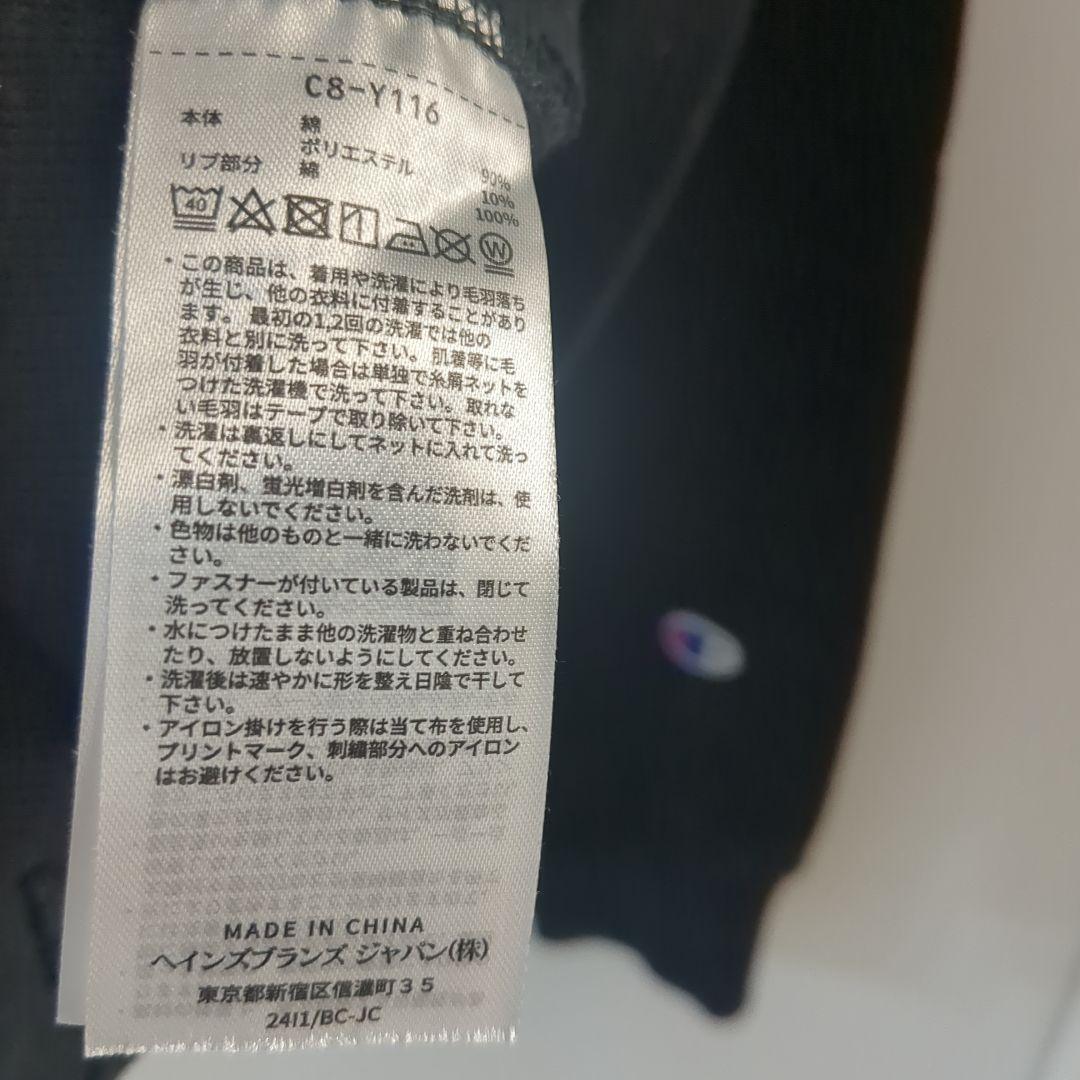 C8-Y116
本体 綿 90%
ポリエステル 10%
リブ部分 綿 100%
40 W
・この商品は、着用や洗濯により毛羽落ち
が生じ、他の衣料に付着することがあり
ます。最初の1,2回の洗濯では他の
衣料と別に洗って下さい。肌着等に毛
羽が付着した場合は単独で糸屑ネットを
つけた洗濯機で洗って下さい。取れな
い毛羽はテープで取り除いて下さい。
・洗濯は裏返しにしてネットに入れて洗っ
てください。
・漂白剤、蛍光増白剤を含んだ洗剤は、使
用しないでください。
・色物は他のものと一緒に洗わないでくだ
さい。
・ファスナーが付いている製品は、閉じて
洗ってください。
・水につけたまま他の洗濯物と重ね合わせ
たり、放置しないようにしてください。
・洗濯後は速やかに形を整え日陰で干して
下さい。
・アイロン掛けを行う際は当て布を使用し、
プリントマーク、刺繍部分へのアイロン
はお避けください。
MADE IN CHINA
ヘインズブランズ ジャパン(株)
東京都新宿区信濃町35
24I1/BC-JC